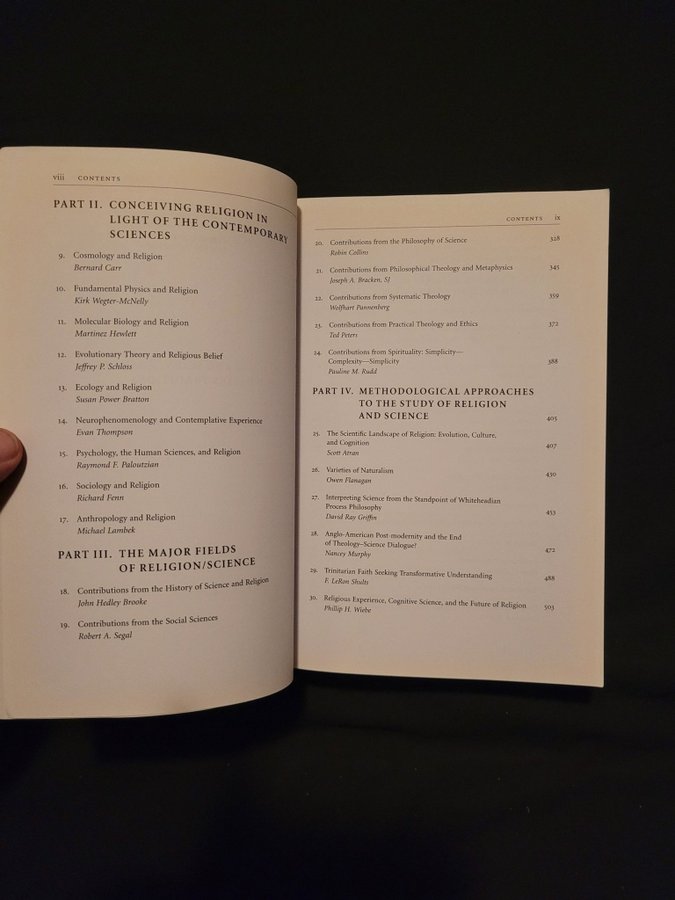 viii CONTENTS
PART II. CONCEIVING RELIGION IN
LIGHT OF THE CONTEMPORARY
SCIENCES
9. Cosmology and Religion
Bernard Carr
10. Fundamental Physics and Religion
Kirk Wegter-McNelly
11. Molecular Biology and Religion
Martinez Hewlett
12. Evolutionary Theory and Religious Belief
Jeffrey P. Schloss
13. Ecology and Religion
Susan Power Bratton
14. Neurophenomenology and Contemplative Experience
Evan Thompson
15. Psychology, the Human Sciences, and Religion
Raymond F. Paloutzian
16. Sociology and Religion
Richard Fenn
17. Anthropology and Religion
Michael Lambek
PART III. THE MAJOR FIELDS
OF RELIGION/SCIENCE
18. Contributions from the History of Science and Religion
John Hedley Brooke
19. Contributions from the Social Sciences
Robert A. Segal
CONTENTS ix
20. Contributions from the Philosophy of Science 328
Robin Collins
21. Contributions from Philosophical Theology and Metaphysics 345
Joseph A. Bracken, SJ
22. Contributions from Systematic Theology 359
Wolfhart Pannenberg
23. Contributions from Practical Theology and Ethics 372
Ted Peters
24. Contributions from Spirituality: Simplicity—
Complexity—Simplicity 388
Pauline M. Rudd
PART IV. METHODOLOGICAL APPROACHES
TO THE STUDY OF RELIGION
AND SCIENCE 405
25. The Scientific Landscape of Religion: Evolution, Culture,
and Cognition 407
Scott Atran
26. Varieties of Naturalism 430
Owen Flanagan
27. Interpreting Science from the Standpoint of Whiteheadian
Process Philosophy 453
David Ray Griffin
28. Anglo-American Post-modernity and the End
of Theology–Science Dialogue? 472
Nancey Murphy
29. Trinitarian Faith Seeking Transformative Understanding 488
F. LeRon Shults
30. Religious Experience, Cognitive Science, and the Future of Religion 503
Phillip H. Wiebe